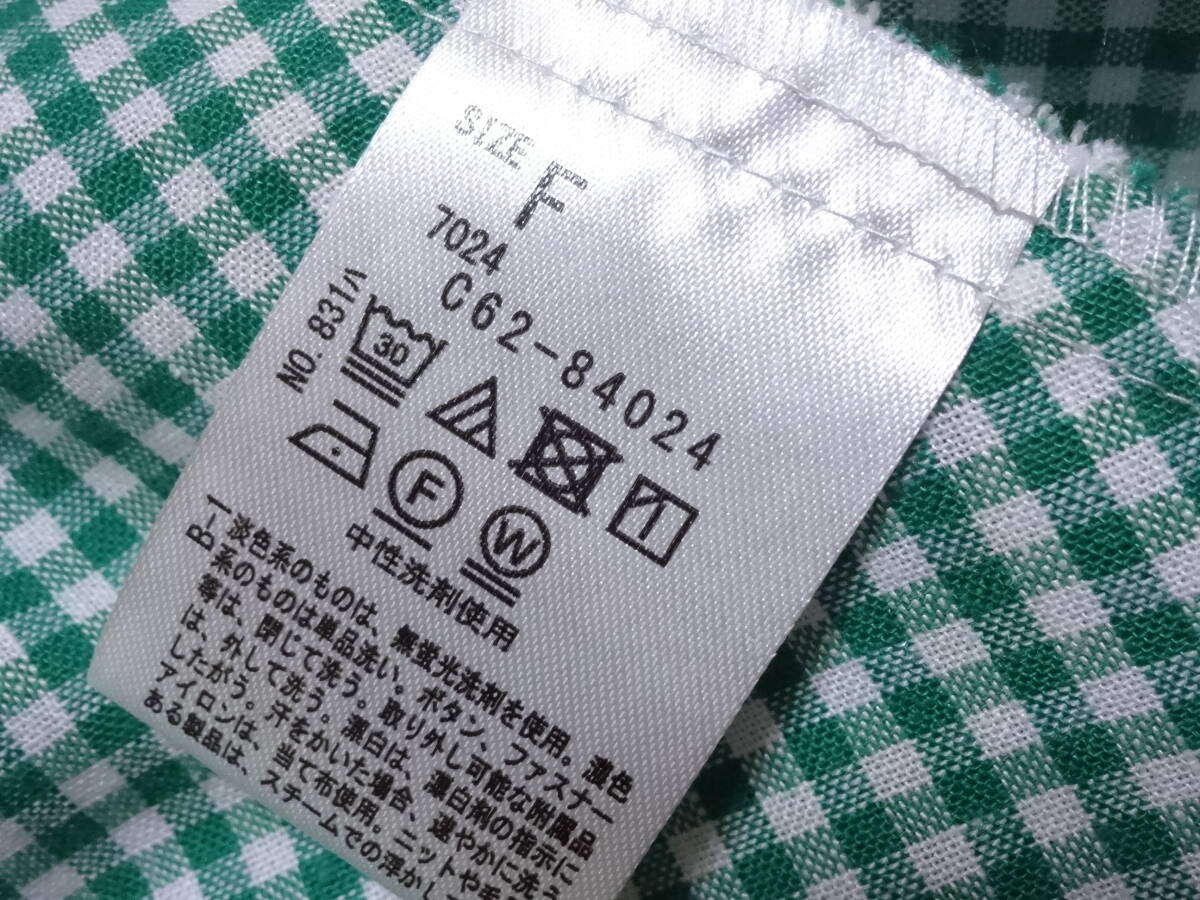 SIZE
F
7024
C62-84024
NO. 831ハ
30
F
W
中性洗剤使用
B-1
淡色系のものは、無蛍光洗剤を使用。濃色
系のものは単品洗い。ボタン、ファスナー
等は、閉じて洗う。取り外し可能な附属品
は、外して洗う。漂白は、漂白剤の指示に
したがう。汗をかいた場合、速やかに洗う
アイロンは、当て布使用。ニットや毛
ある製品は、スチームでの浮かし